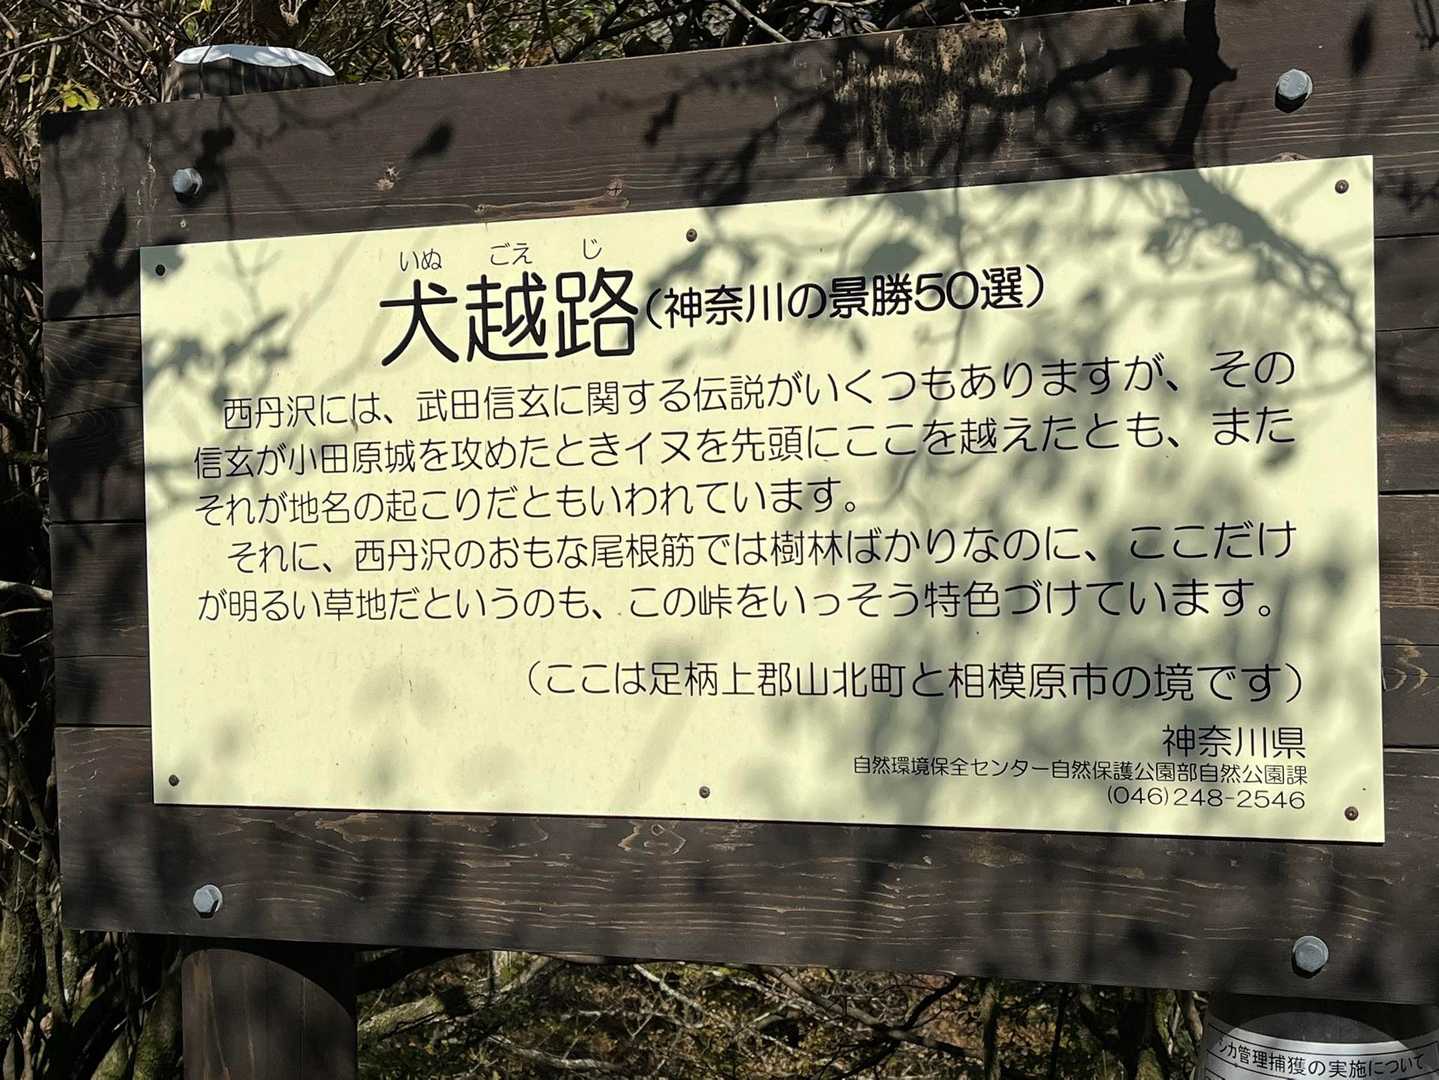 いぬ ごえ じ
犬越路(神奈川の景勝50選)
西丹沢には、武田信玄に関する伝説がいくつもありますが、その
信玄が小田原城を攻めたときイヌを先頭にここを越えたとも、また
それが地名の起こりだともいわれています。
それに、西丹沢のおもな尾根筋では樹林ばかりなのに、ここだけ
が明るい草地だというのも、この峠をいっそう特色づけています。
(ここは足柄上郡山北町と相模原市の境です)
神奈川県
自然環境保全センター自然保護公園部自然公園課
(046)248-2546
シカ管理捕獲の実施について